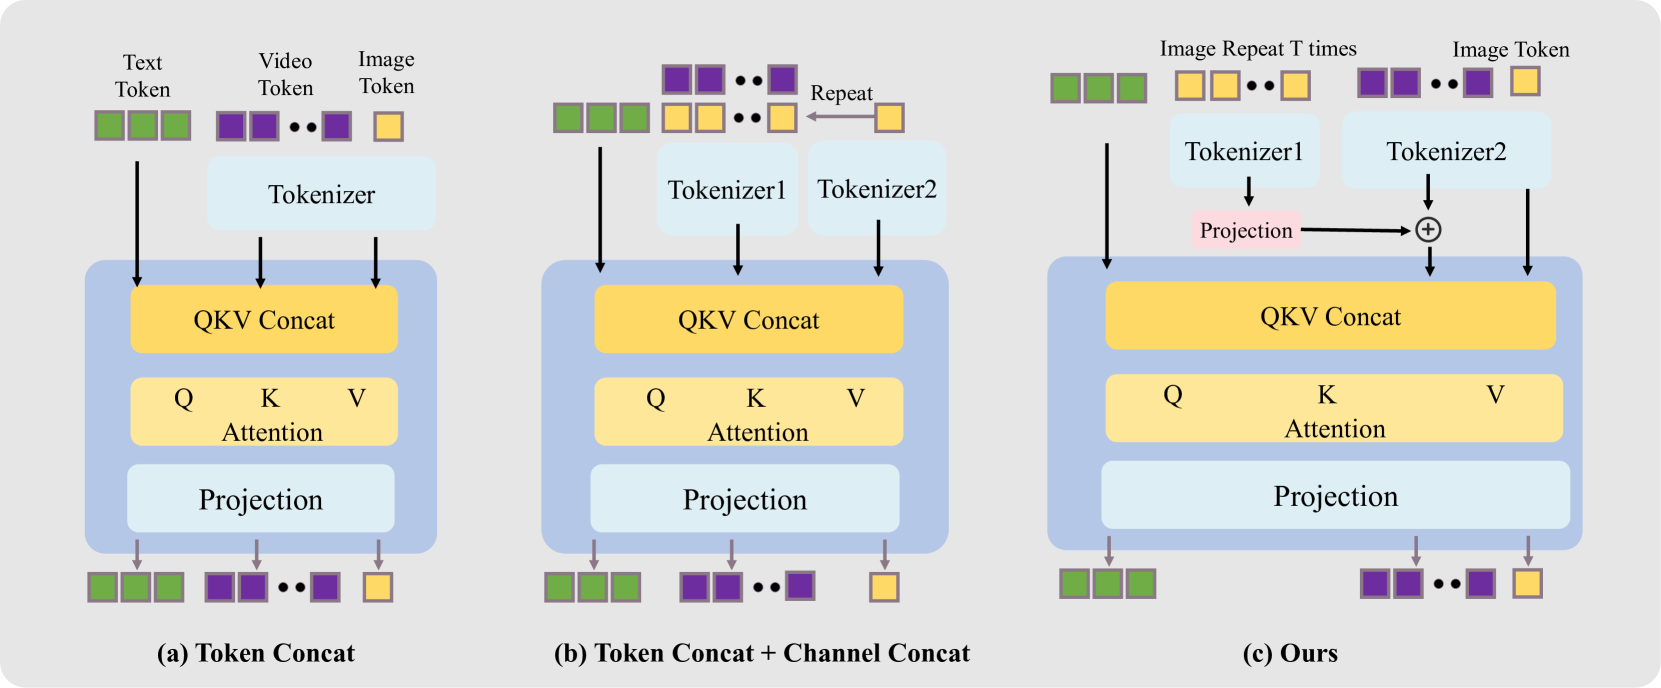 Text
Token
Video
Token
Image
Token
Tokenizer
QKV Concat
Q K V
Attention
Projection
(a) Token Concat
Repeat
Tokenizer1
Tokenizer2
QKV Concat
Q K V
Attention
Projection
(b) Token Concat + Channel Concat
Image Repeat T times
Image Token
Tokenizer1
Tokenizer2
Projection
QKV Concat
Q K V
Attention
Projection
(c) Ours